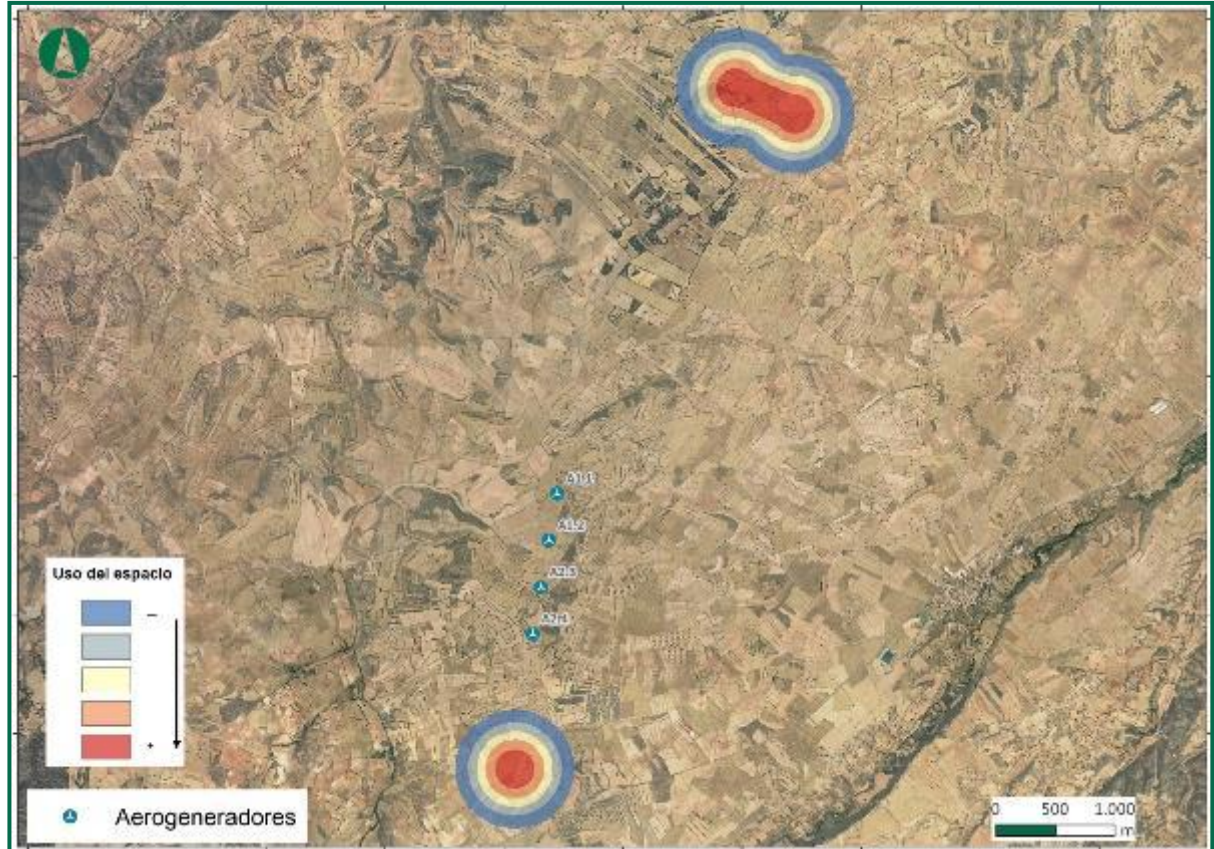 A1.1
A1.2
A2.3
A2.4
Uso del espacio
–
+
Aerogeneradores
0 500 1.000
m